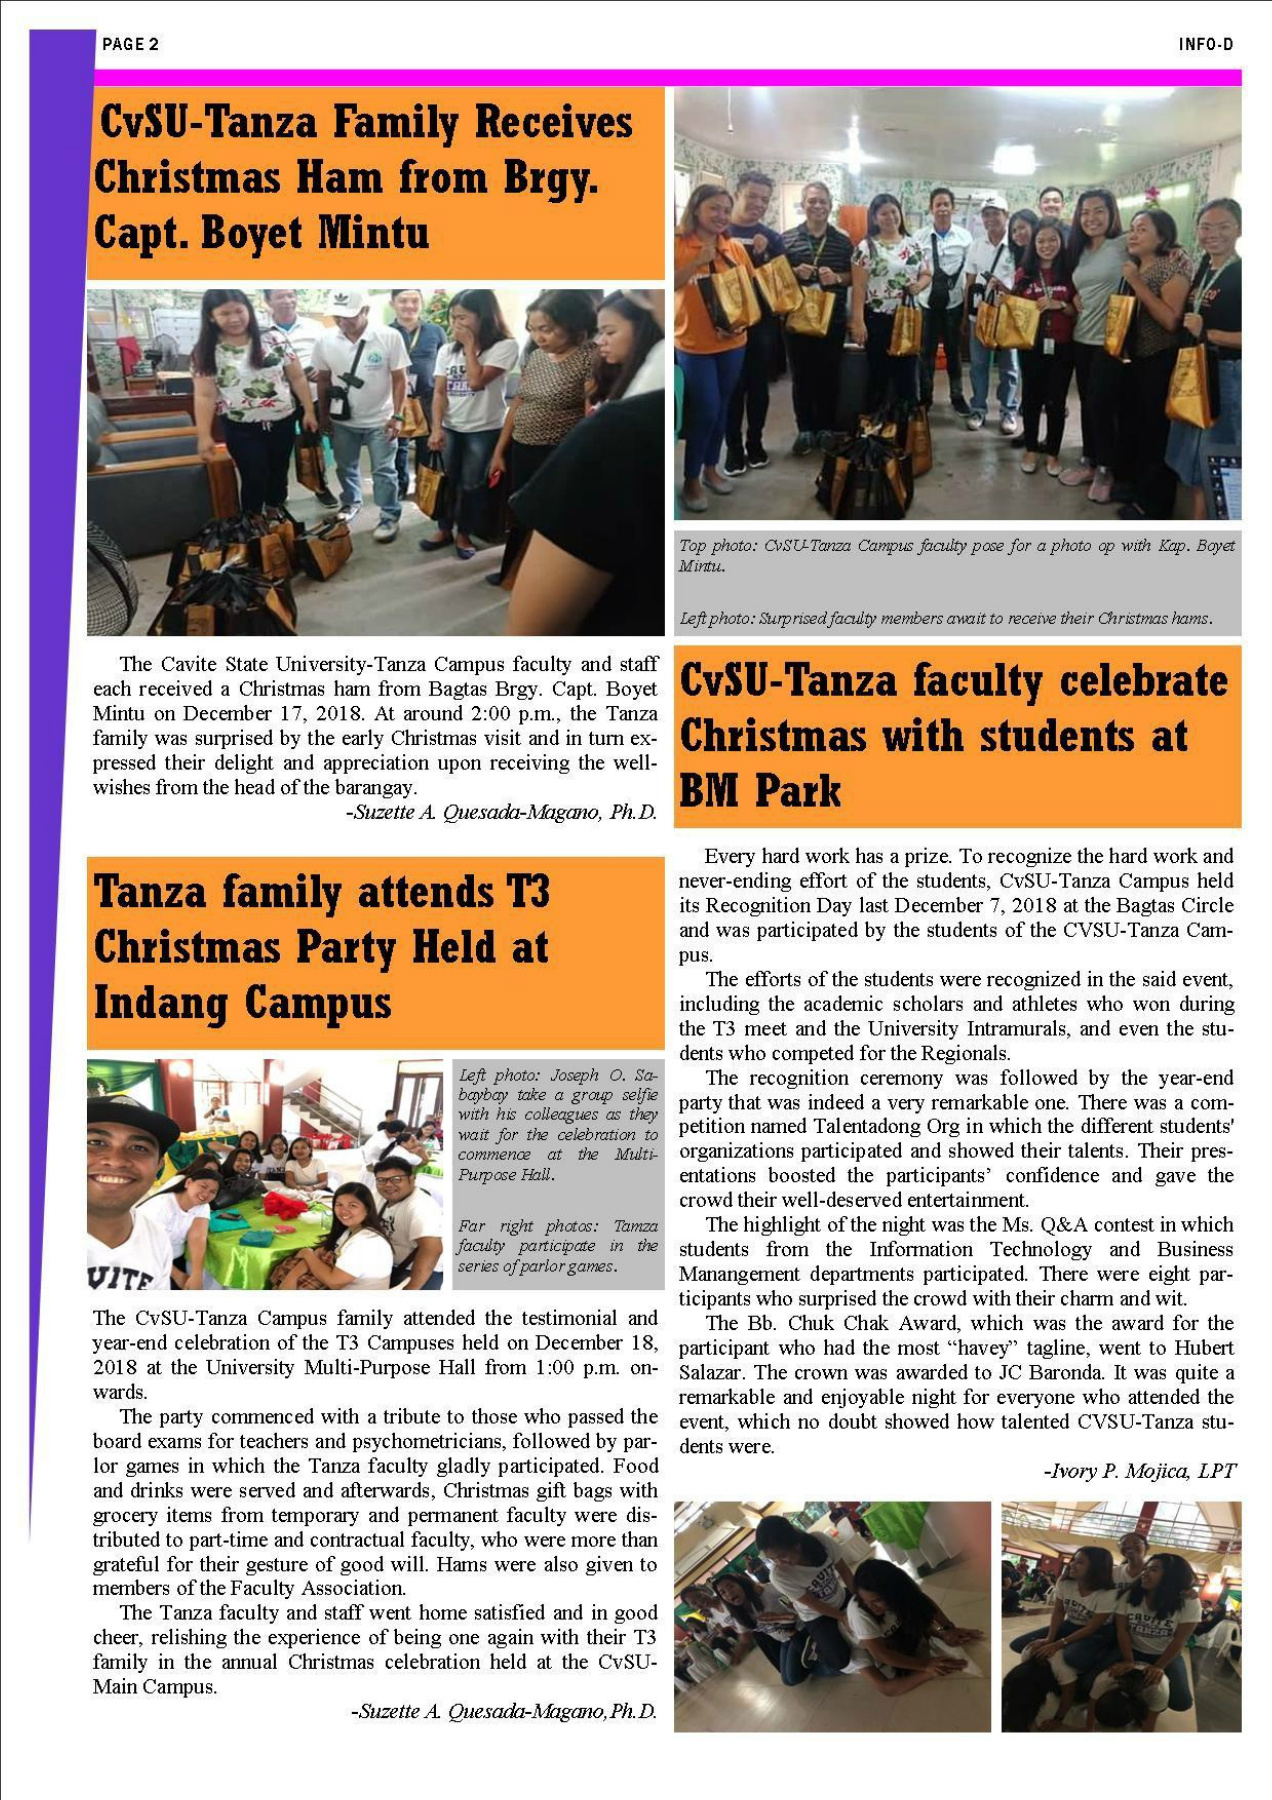 PAGE 2
INFO-D
CvSU-Tanza Family Receives
Christmas Ham from Brgy.
Capt. Boyet Mintu
The Cavite State University-Tanza Campus faculty and staff
each received a Christmas ham from Bagtas Brgy. Capt. Boyet
Mintu on December 17, 2018. At around 2:00 p.m., the Tanza
family was surprised by the early Christmas visit and in turn ex-
pressed their delight and appreciation upon receiving the well-
wishes from the head of the barangay.
-Suzette A. Quesada-Magano, Ph.D.
Tanza family attends T3
Christmas Party Held at
Indang Campus
Left photo: Joseph O. Sa-
baybay take a group selfie
with his colleagues as they
wait for the celebration to
commence at the Multi-
Purpose Hall.
Far right photos: Tamza
faculty participate in the
series of parlor games.
The CvSU-Tanza Campus family attended the testimonial and
year-end celebration of the T3 Campuses held on December 18,
2018 at the University Multi-Purpose Hall from 1:00 p.m. on-
wards.
The party commenced with a tribute to those who passed the
board exams for teachers and psychometricians, followed by par-
lor games in which the Tanza faculty gladly participated. Food
and drinks were served and afterwards, Christmas gift bags with
grocery items from temporary and permanent faculty were dis-
tributed to part-time and contractual faculty, who were more than
grateful for their gesture of good will. Hams were also given to
members of the Faculty Association.
The Tanza faculty and staff went home satisfied and in good
cheer, relishing the experience of being one again with their T3
family in the annual Christmas celebration held at the CvSU-
Main Campus.
-Suzette A. Quesada-Magano, Ph.D.
Top photo: CvSU-Tanza Campus faculty pose for a photo op with Kap. Boyet
Mintu.
Left photo: Surprised faculty members await to receive their Christmas hams.
CvSU-Tanza faculty celebrate
Christmas with students at
BM Park
Every hard work has a prize. To recognize the hard work and
never-ending effort of the students, CvSU-Tanza Campus held
its Recognition Day last December 7, 2018 at the Bagtas Circle
and was participated by the students of the CVSU-Tanza Cam-
pus.
The efforts of the students were recognized in the said event,
including the academic scholars and athletes who won during
the T3 meet and the University Intramurals, and even the stu-
dents who competed for the Regionals.
The recognition ceremony was followed by the year-end
party that was indeed a very remarkable one. There was a com-
petition named Talentadong Org in which the different students'
organizations participated and showed their talents. Their pres-
entations boosted the participants’ confidence and gave the
crowd their well-deserved entertainment.
The highlight of the night was the Ms. Q&A contest in which
students from the Information Technology and Business
Manangement departments participated. There were eight par-
ticipants who surprised the crowd with their charm and wit.
The Bb. Chuk Chak Award, which was the award for the
participant who had the most “havey” tagline, went to Hubert
Salazar. The crown was awarded to JC Baronda. It was quite a
remarkable and enjoyable night for everyone who attended the
event, which no doubt showed how talented CVSU-Tanza stu-
dents were.
-Ivory P. Mojica, LPT